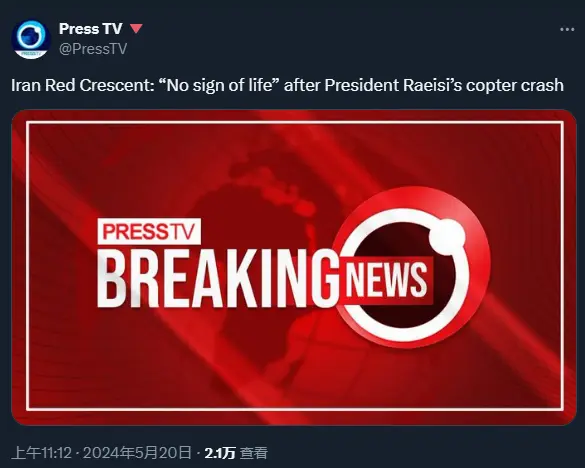 Press TV
@PressTV
Iran Red Crescent: “No sign of life” after President Raeisi’s copter crash
PRESSTV
BREAKING NEWS
上午11:12 · 2024年5月20日 · 2.1万 查看